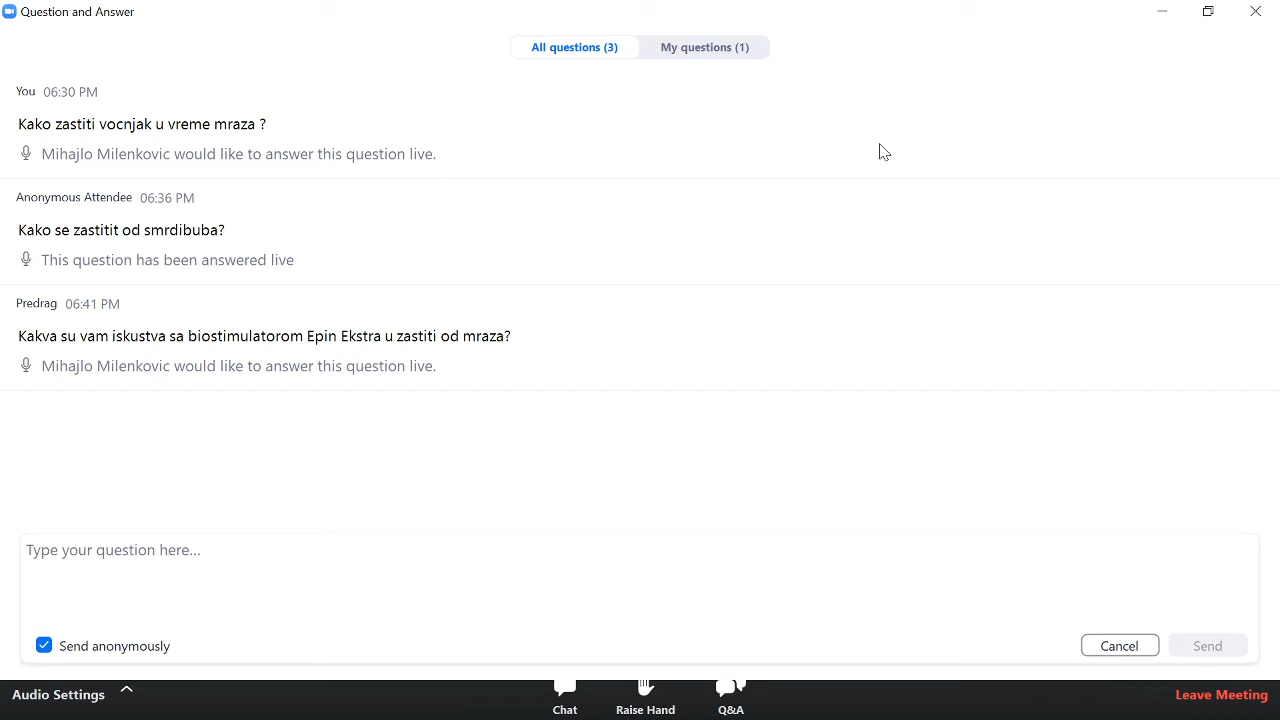 Question and Answer
All questions (3) My questions (1)
You 06:30 PM
Kako zastiti vocnjak u vreme mraza ?
Mihajlo Milenkovic would like to answer this question live.
Anonymous Attendee 06:36 PM
Kako se zastitit od smrdibuba?
This question has been answered live
Predrag 06:41 PM
Kakva su vam iskustva sa biostimulatorom Epin Ekstra u zastiti od mraza?
Mihajlo Milenkovic would like to answer this question live.
Type your question here...
Send anonymously Cancel Send
Audio Settings Chat Raise Hand Q&A Leave Meeting